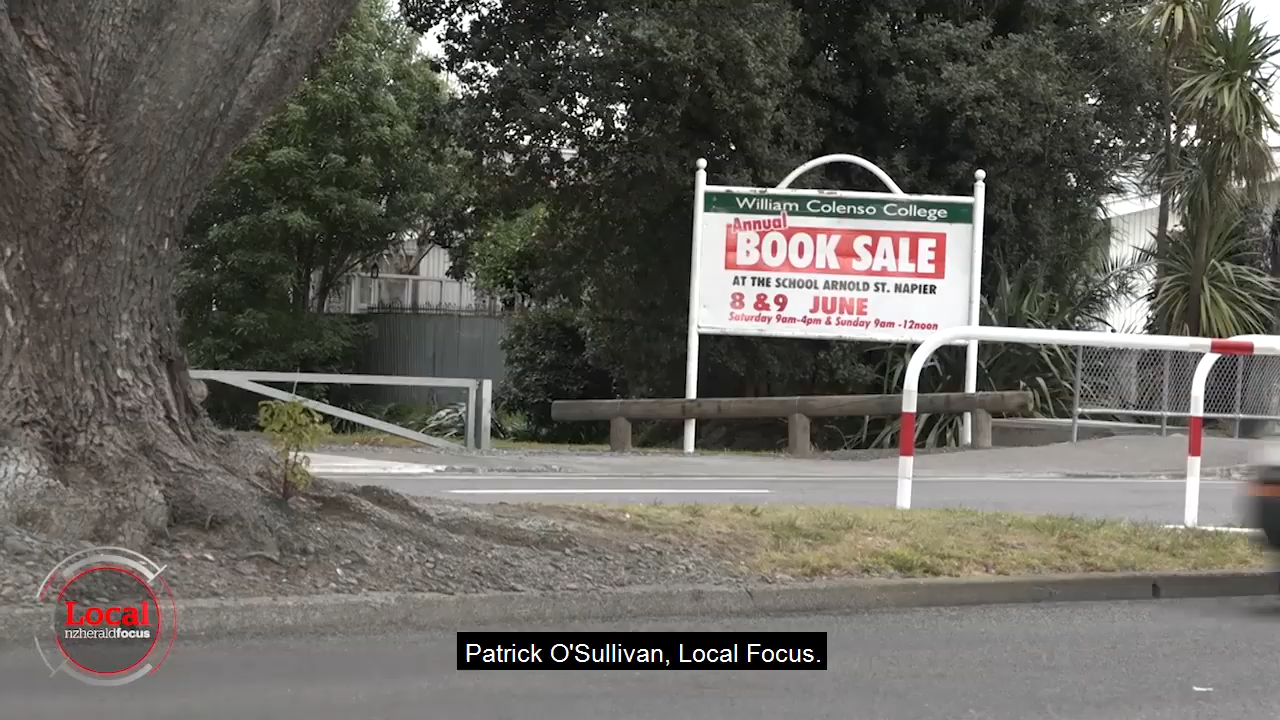 William Colenso College
Annual
BOOK SALE
AT THE SCHOOL ARNOLD ST. NAPIER
8 & 9 JUNE
Saturday 9am-4pm & Sunday 9am -12noon
Local
nzheraldfocus
Patrick O'Sullivan, Local Focus.